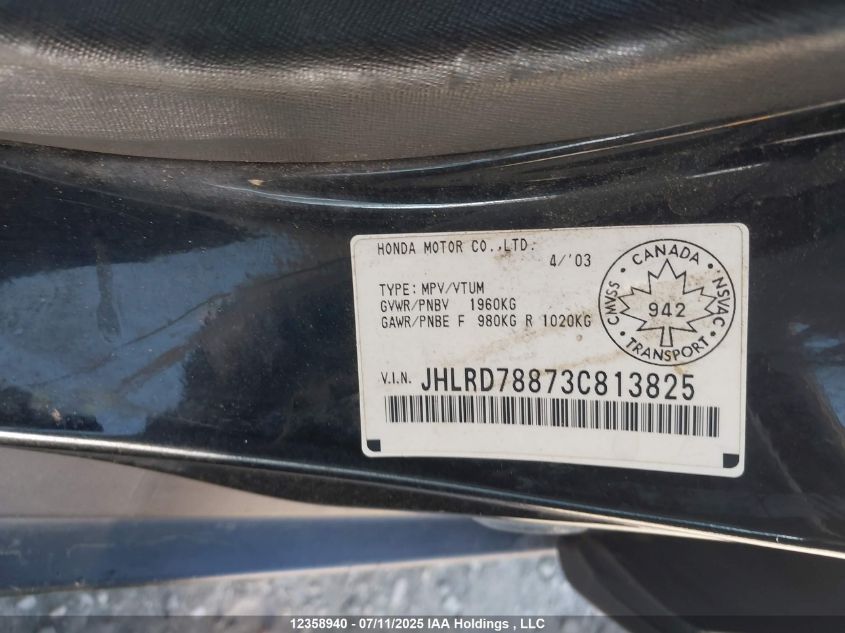 HONDA MOTOR CO.,LTD.
4/'03
TYPE: MPV/VTUM
GVWR/PNBV 1960KG
GAWR/PNBE F 980KG R 1020KG
CMVSS · CANADA · NSVAC
942
· TRANSPORT ·
V.I.N. JHLRD78873C813825
12358940 - 07/11/2025 IAA Holdings , LLC